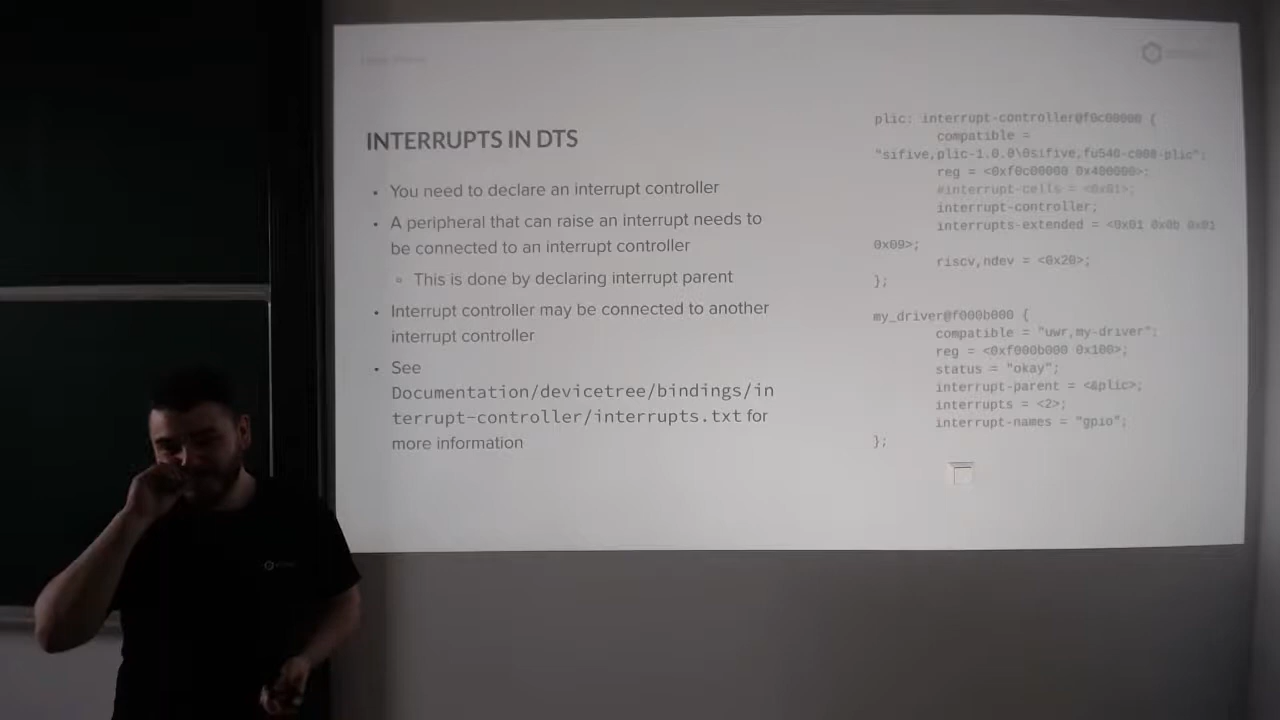 INTERRUPTS IN DTS
• You need to declare an interrupt controller
• A peripheral that can raise an interrupt needs to
be connected to an interrupt controller
◦ This is done by declaring interrupt parent
• Interrupt controller may be connected to another
interrupt controller
• See
Documentation/devicetree/bindings/in
terrupt-controller/interrupts.txt for
more information
plic: interrupt-controller@f0c00000 {
compatible =
"sifive,plic-1.0.0\0sifive,fu540-c000-plic";
reg = <0xf0c00000 0x400000>;
#interrupt-cells = <0x01>;
interrupt-controller;
interrupts-extended = <0x01 0x0b 0x01
0x09>;
riscv,ndev = <0x20>;
};
my_driver@f000b000 {
compatible = "uwr,my-driver";
reg = <0xf000b000 0x100>;
status = "okay";
interrupt-parent = <&plic>;
interrupts = <2>;
interrupt-names = "gpio";
};